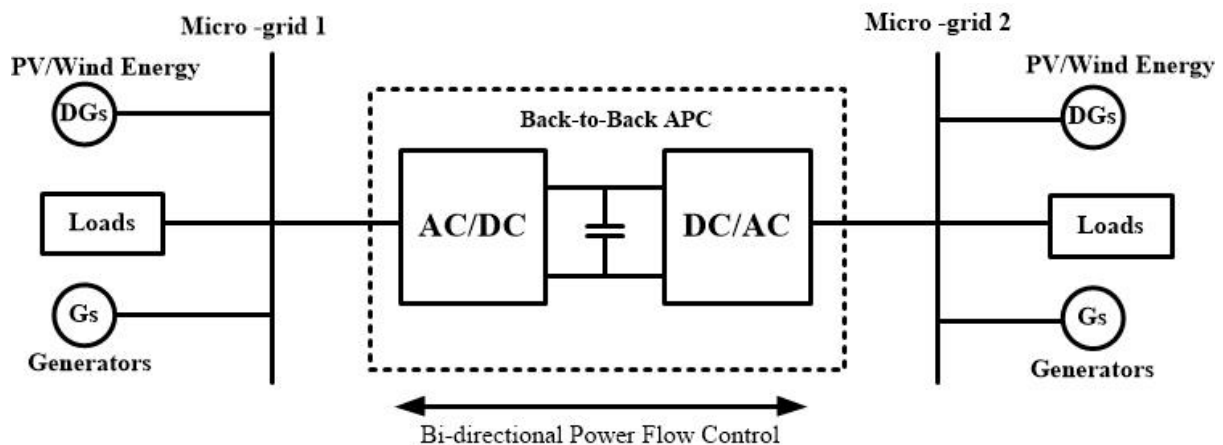 Micro -grid 1
Micro -grid 2
PV/Wind Energy
PV/Wind Energy
DGs
DGs
Back-to-Back APC
Loads
AC/DC
DC/AC
Loads
Gs
Gs
Generators
Generators
Bi-directional Power Flow Control